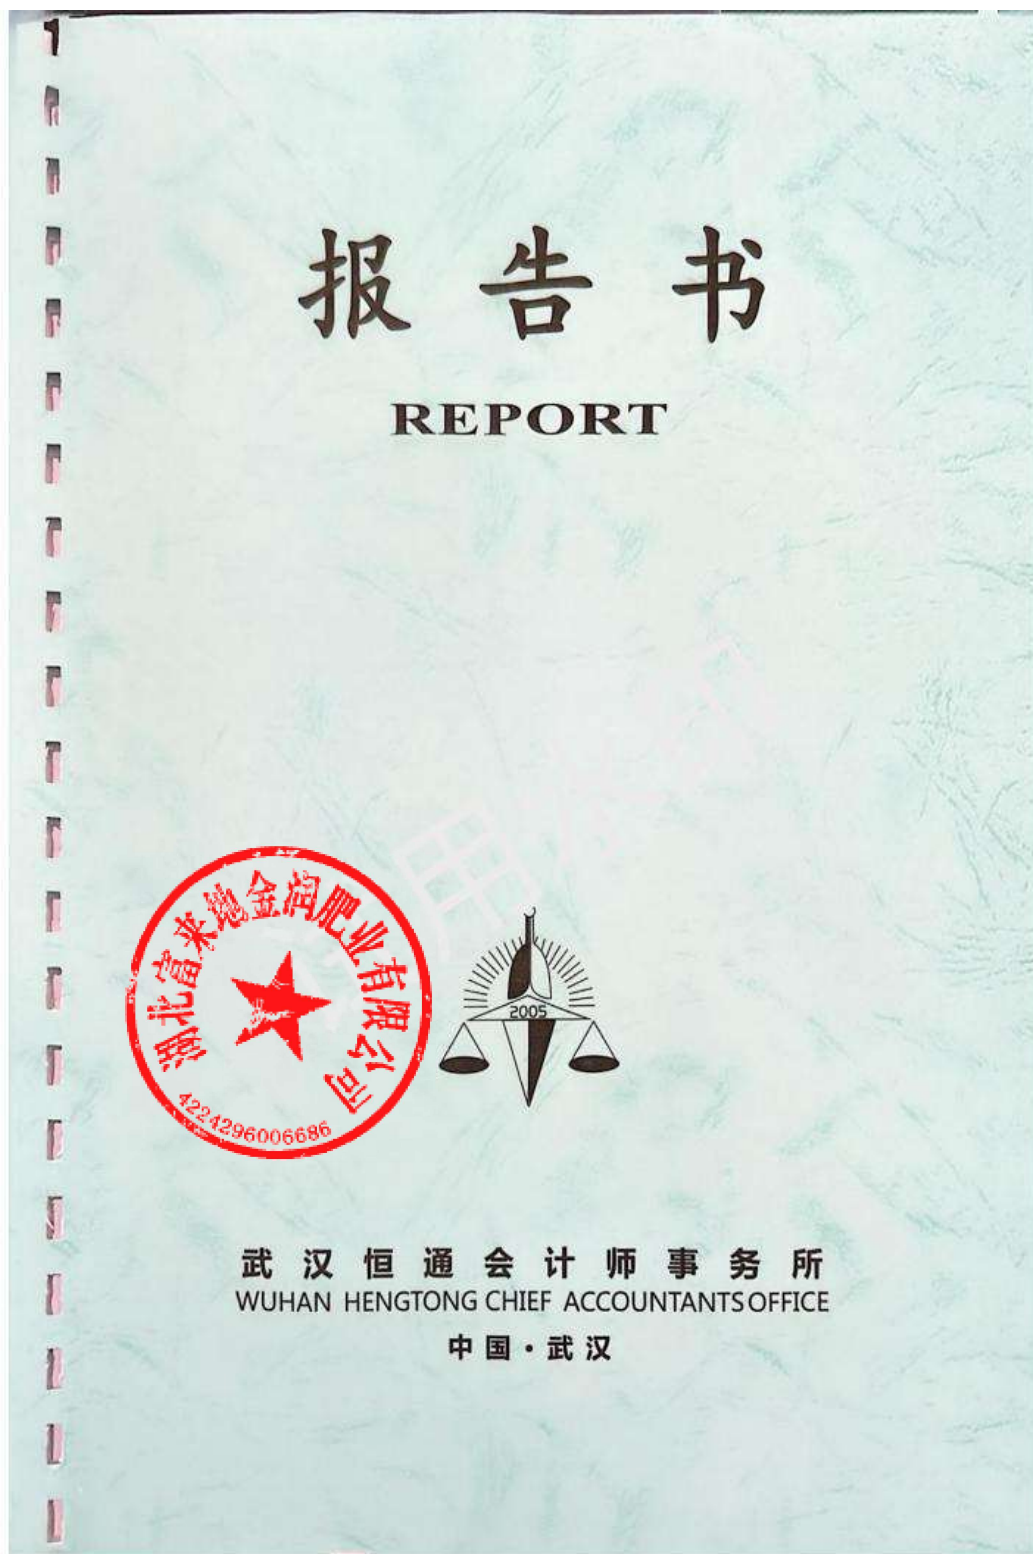 报告书
REPORT
湖北富来地金润肥业有限公司
4224296006686
2005
武汉恒通会计师事务所
WUHAN HENGTONG CHIEF ACCOUNTANTS OFFICE
中国·武汉